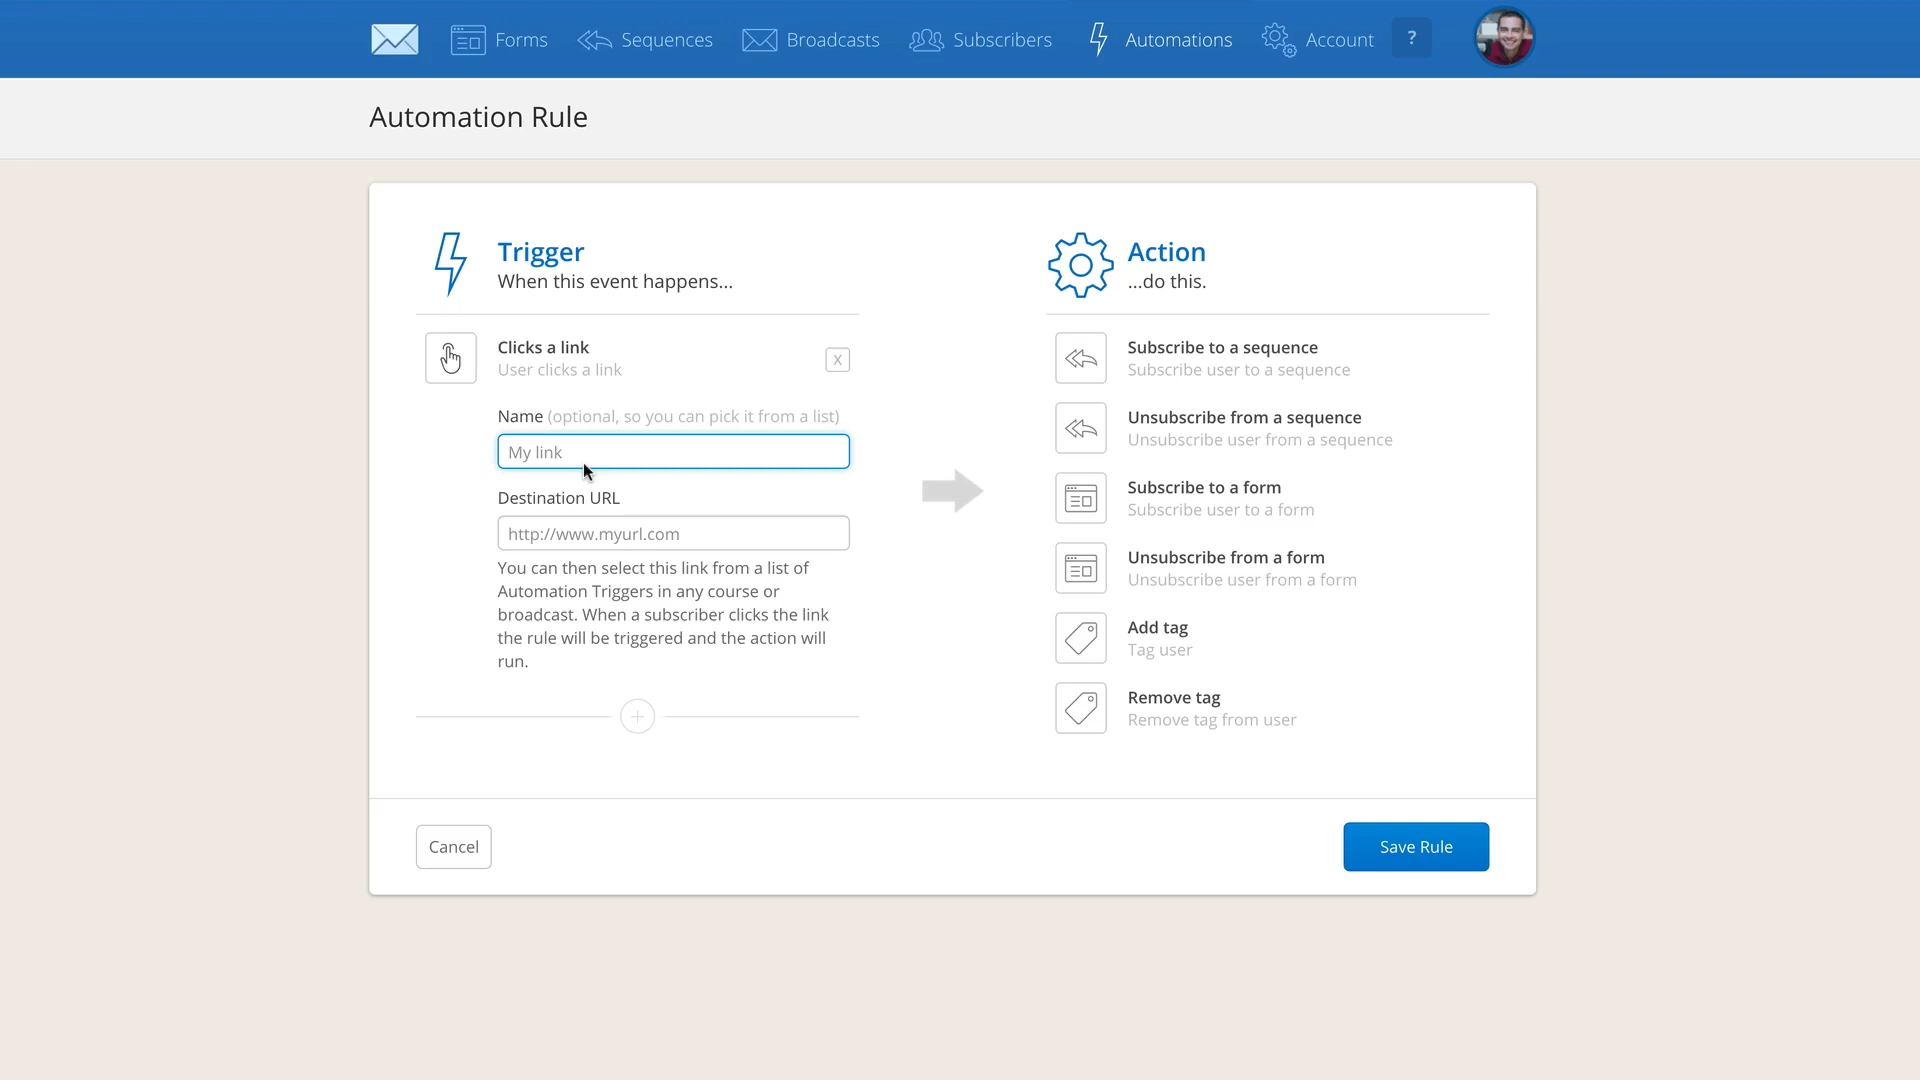 Forms
Sequences
Broadcasts
Subscribers
Automations
Account
?
Automation Rule
Trigger
When this event happens...
Clicks a link
User clicks a link
X
Name (optional, so you can pick it from a list)
My link
Destination URL
http://www.myurl.com
You can then select this link from a list of
Automation Triggers in any course or
broadcast. When a subscriber clicks the link
the rule will be triggered and the action will
run.
Action
...do this.
Subscribe to a sequence
Subscribe user to a sequence
Unsubscribe from a sequence
Unsubscribe user from a sequence
Subscribe to a form
Subscribe user to a form
Unsubscribe from a form
Unsubscribe user from a form
Add tag
Tag user
Remove tag
Remove tag from user
Cancel
Save Rule